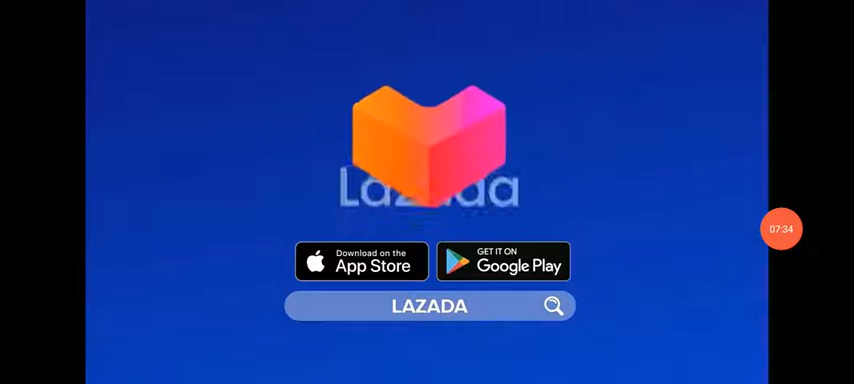 Lazada
Download on the
App Store
GET IT ON
Google Play
LAZADA
07:34